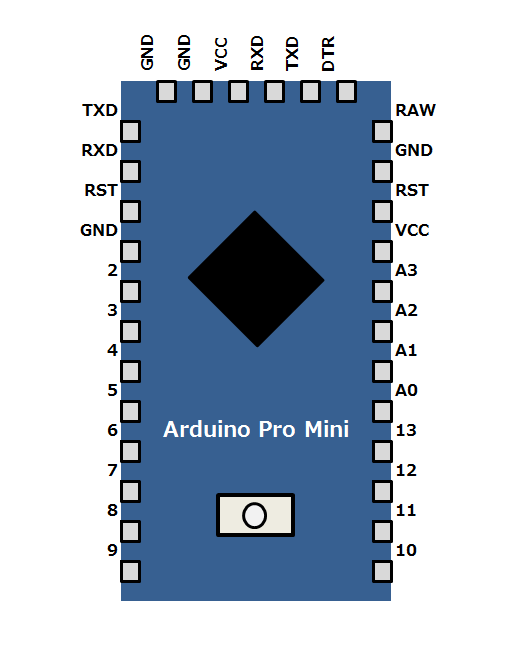 GND
GND
VCC
RXD
TXD
DTR
TXD
RXD
RST
GND
2
3
4
5
6
7
8
9
RAW
GND
RST
VCC
A3
A2
A1
A0
13
12
11
10
Arduino Pro Mini